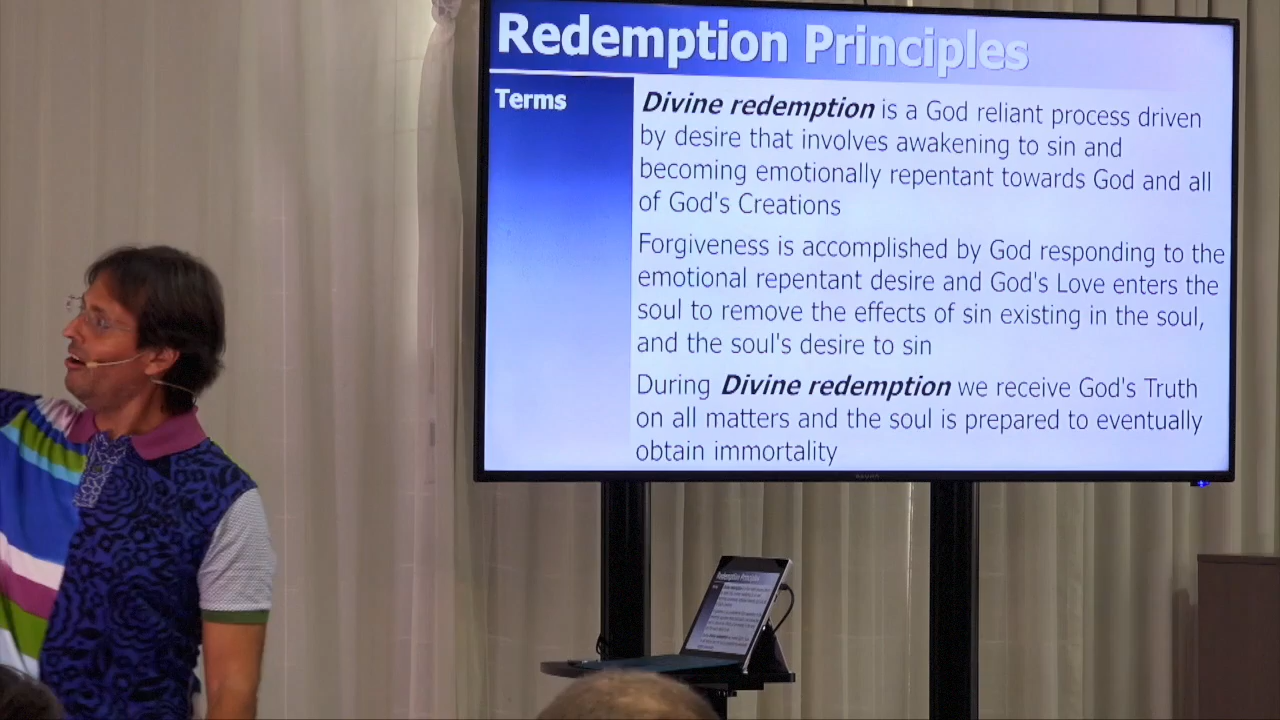 Redemption Principles
Terms
Divine redemption is a God reliant process driven
by desire that involves awakening to sin and
becoming emotionally repentant towards God and all
of God's Creations
Forgiveness is accomplished by God responding to the
emotional repentant desire and God's Love enters the
soul to remove the effects of sin existing in the soul,
and the soul's desire to sin
During Divine redemption we receive God's Truth
on all matters and the soul is prepared to eventually
obtain immortality
Redemption Principles